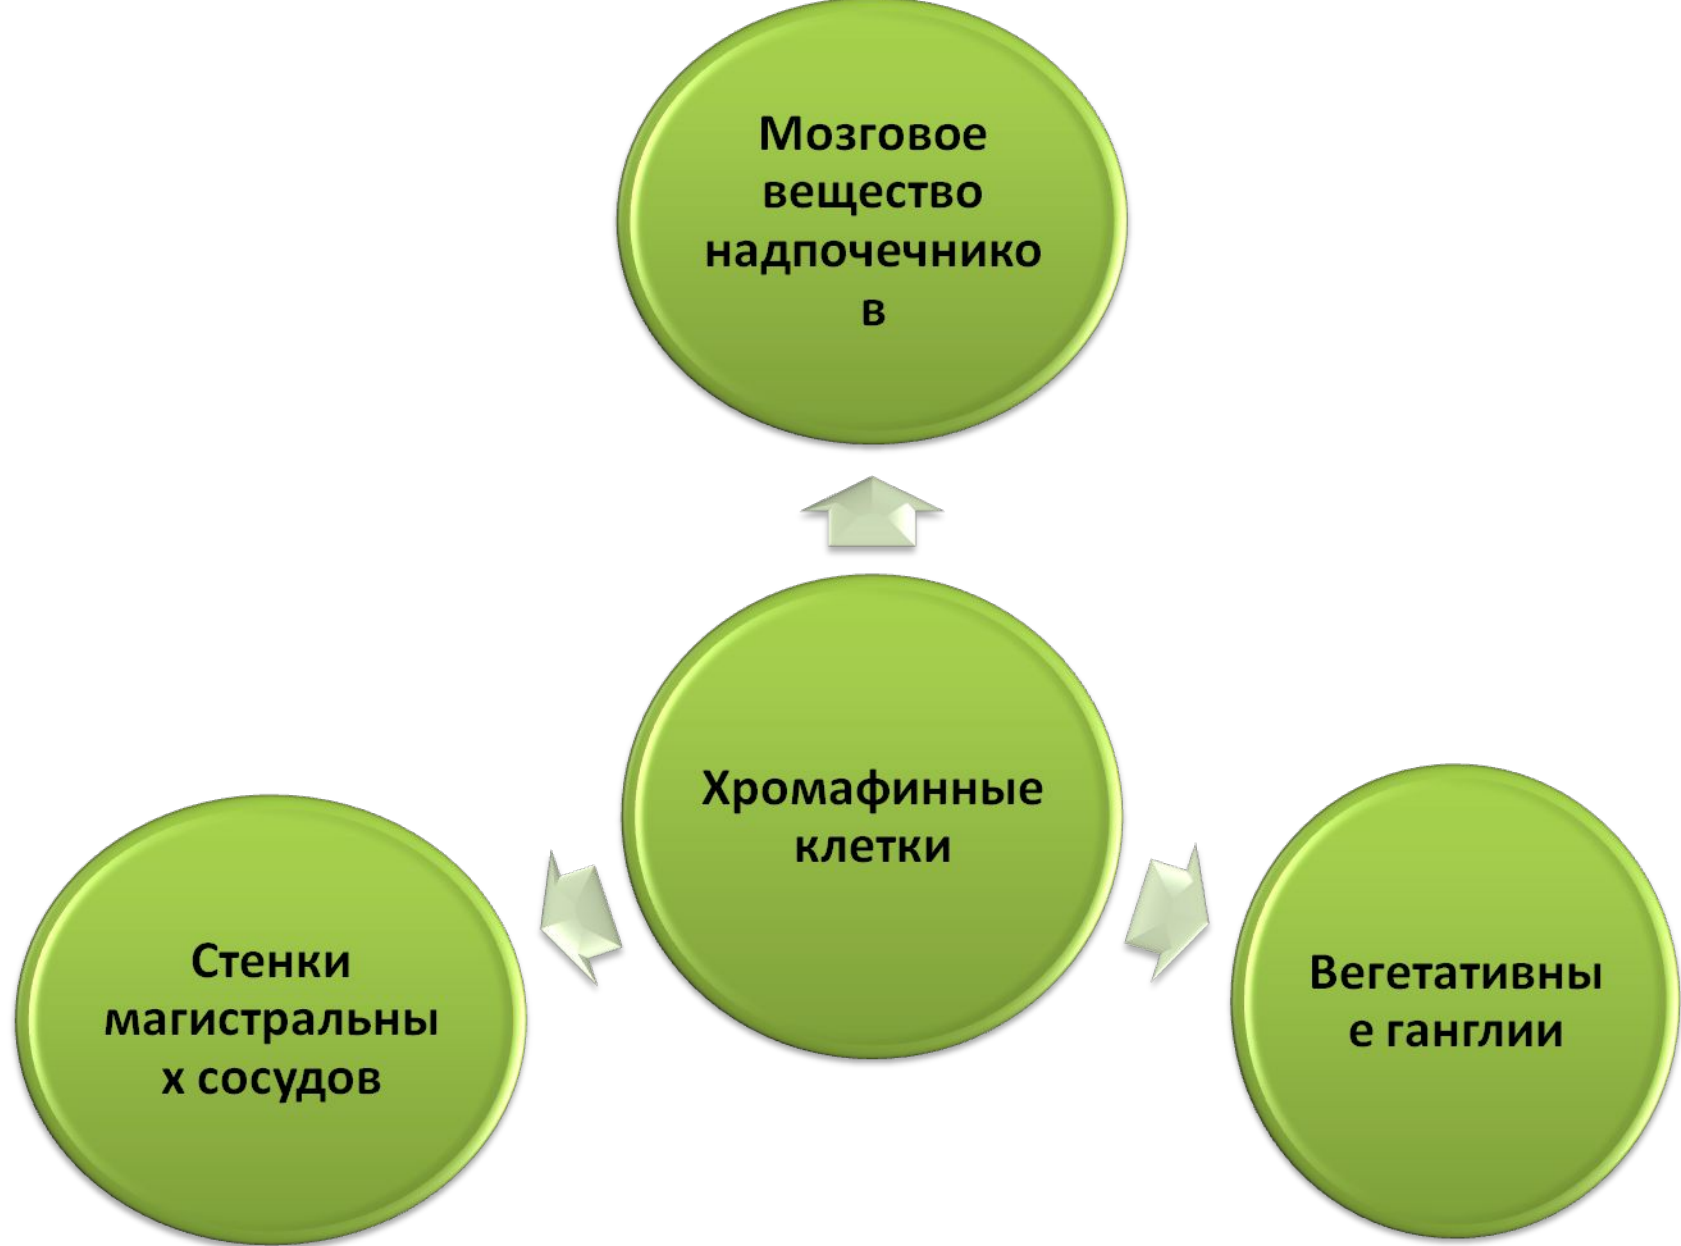 Мозговое
вещество
надпочечнико
в
Хромафинные
клетки
Стенки
магистральны
х сосудов
Вегетативны
е ганглии